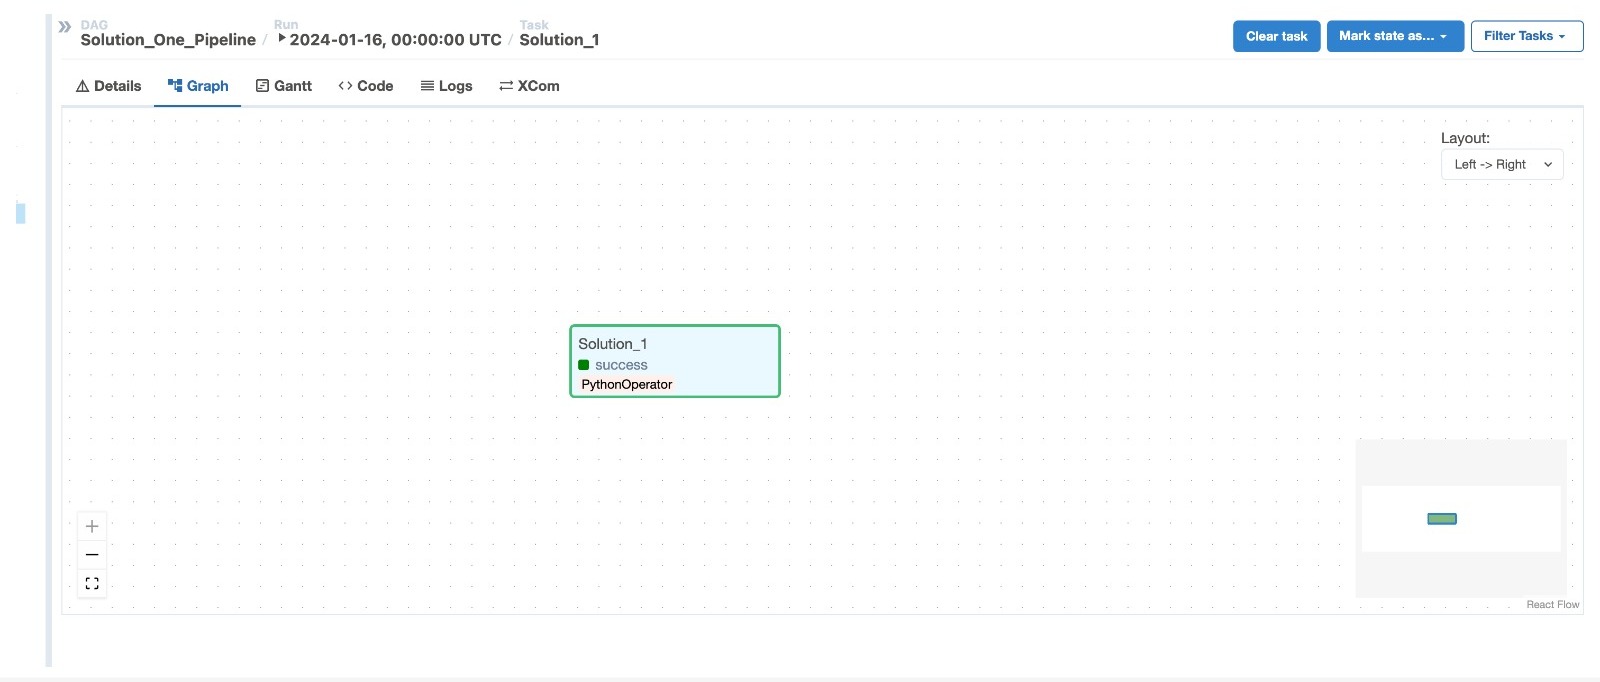 DAG
Solution_One_Pipeline /
Run
2024-01-16, 00:00:00 UTC /
Task
Solution_1
Clear task
Mark state as...
Filter Tasks
Details
Graph
Gantt
Code
Logs
XCom
Layout:
Left -> Right
Solution_1
success
PythonOperator
React Flow